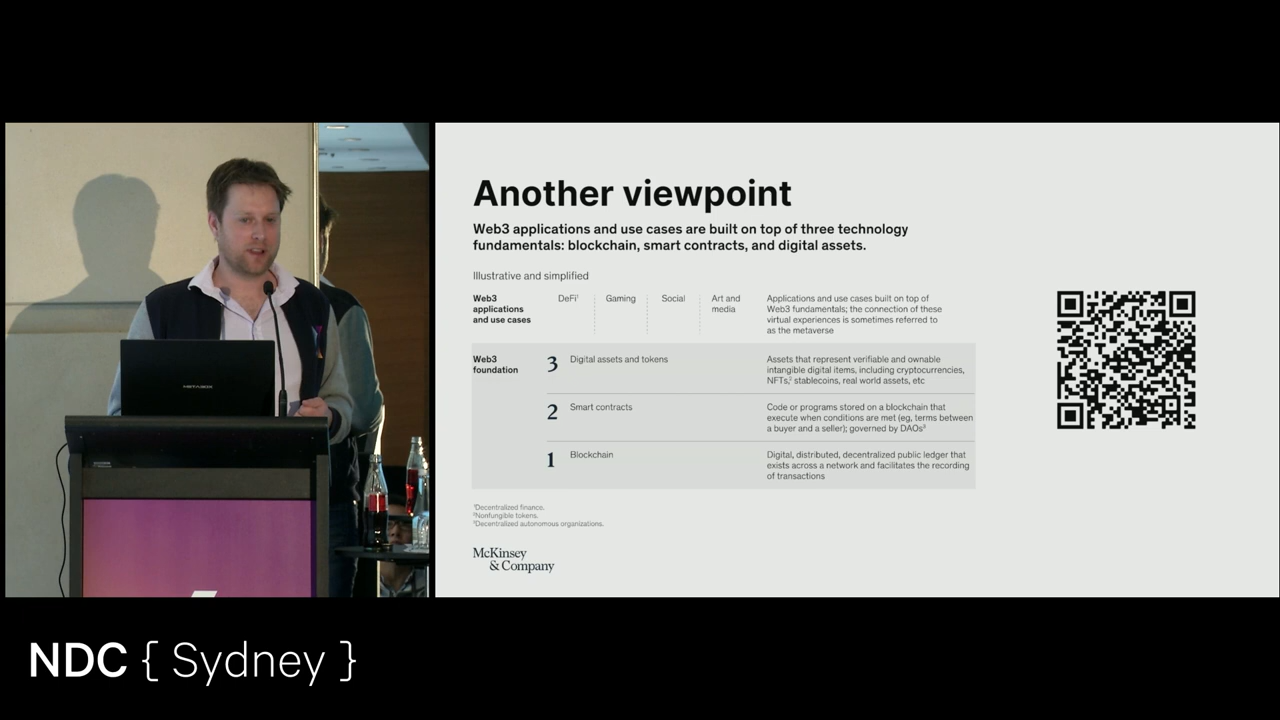 Another viewpoint
Web3 applications and use cases are built on top of three technology
fundamentals: blockchain, smart contracts, and digital assets.
Illustrative and simplified
Web3
applications
and use cases
DeFi¹
Gaming
Social
Art and
media
Applications and use cases built on top of
Web3 fundamentals; the connection of these
virtual experiences is sometimes referred to
as the metaverse
Web3
foundation
3
Digital assets and tokens
Assets that represent verifiable and ownable
intangible digital items, including cryptocurrencies,
NFTs,² stablecoins, real world assets, etc
2
Smart contracts
Code or programs stored on a blockchain that
execute when conditions are met (eg, terms between
a buyer and a seller); governed by DAOs³
1
Blockchain
Digital, distributed, decentralized public ledger that
exists across a network and facilitates the recording
of transactions
¹Decentralized finance.
²Nonfungible tokens.
³Decentralized autonomous organizations.
McKinsey
& Company
NDC { Sydney }